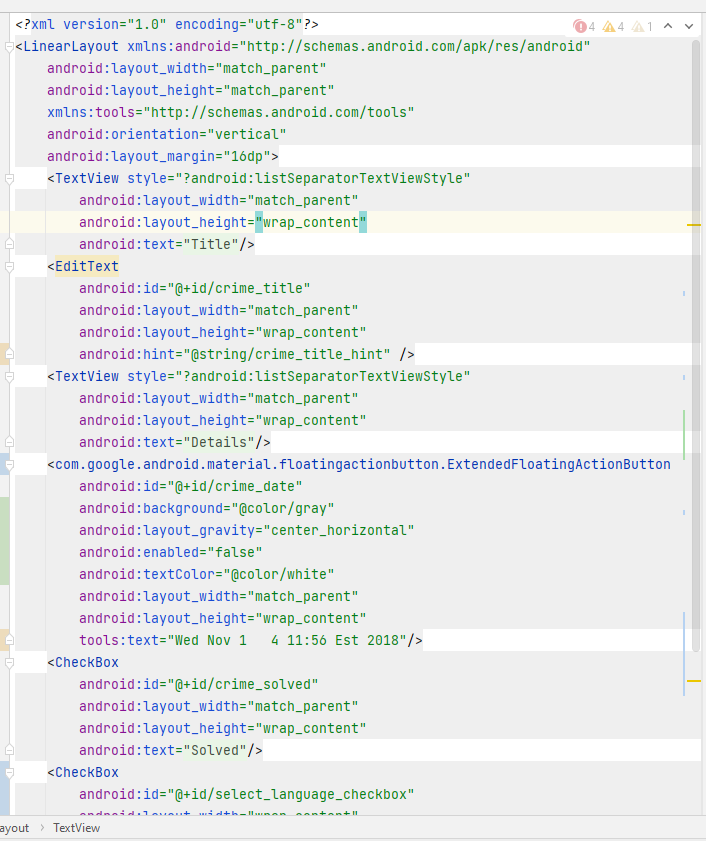 <?xml version="1.0" encoding="utf-8"?>
4 4 1
<LinearLayout xmlns:android="http://schemas.android.com/apk/res/android"
    android:layout_width="match_parent"
    android:layout_height="match_parent"
    xmlns:tools="http://schemas.android.com/tools"
    android:orientation="vertical"
    android:layout_margin="16dp">
    <TextView style="?android:listSeparatorTextViewStyle"
        android:layout_width="match_parent"
        android:layout_height="wrap_content"
        android:text="Title"/>
    <EditText
        android:id="@+id/crime_title"
        android:layout_width="match_parent"
        android:layout_height="wrap_content"
        android:hint="@string/crime_title_hint" />
    <TextView style="?android:listSeparatorTextViewStyle"
        android:layout_width="match_parent"
        android:layout_height="wrap_content"
        android:text="Details"/>
    <com.google.android.material.floatingactionbutton.ExtendedFloatingActionButton
        android:id="@+id/crime_date"
        android:background="@color/gray"
        android:layout_gravity="center_horizontal"
        android:enabled="false"
        android:textColor="@color/white"
        android:layout_width="match_parent"
        android:layout_height="wrap_content"
        tools:text="Wed Nov 1   4 11:56 Est 2018"/>
    <CheckBox
        android:id="@+id/crime_solved"
        android:layout_width="match_parent"
        android:layout_height="wrap_content"
        android:text="Solved"/>
    <CheckBox
        android:id="@+id/select_language_checkbox"
        android:layout_width="wrap_content"
ayout > TextView